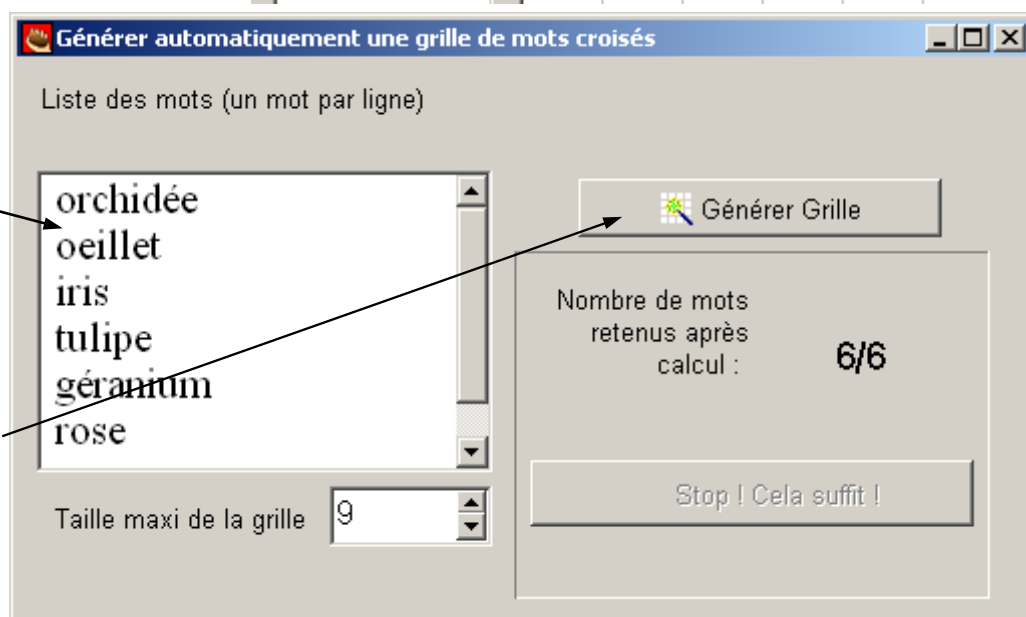 Générer automatiquement une grille de mots croisés
Liste des mots (un mot par ligne)
orchidée
oeillet
iris
tulipe
géranium
rose
Générer Grille
Nombre de mots
retenus après
calcul :
6/6
Stop ! Cela suffit !
Taille maxi de la grille
9